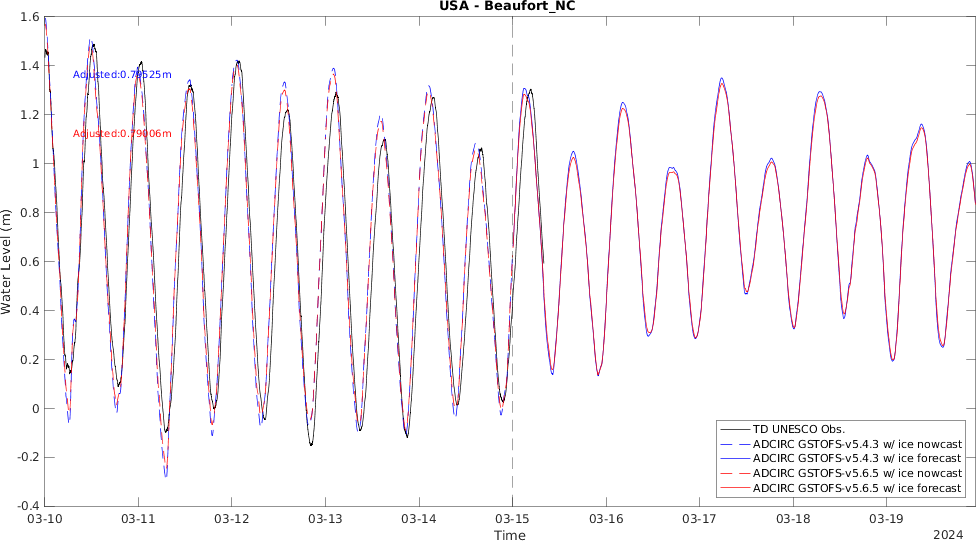 USA - Beaufort_NC
1.6
1.4
1.2
1
0.8
0.6
0.4
0.2
0
-0.2
-0.4
Water Level (m)
Adjusted:0.79525m
Adjusted:0.79006m
TD UNESCO Obs.
ADCIRC GSTOFS-v5.4.3 w/ ice nowcast
ADCIRC GSTOFS-v5.4.3 w/ ice forecast
ADCIRC GSTOFS-v5.6.5 w/ ice nowcast
ADCIRC GSTOFS-v5.6.5 w/ ice forecast
03-10 03-11 03-12 03-13 03-14 03-15 03-16 03-17 03-18 03-19
Time
2024